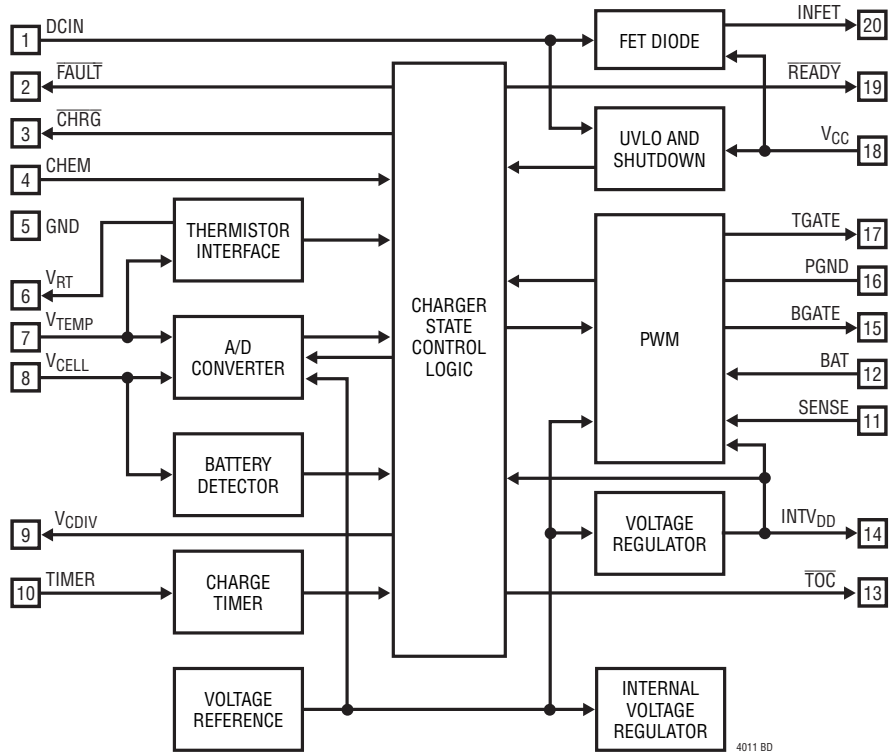 1 DCIN
2 FAULT
3 CHRG
4 CHEM
5 GND
6 VRT
7 VTEMP
8 VCELL
9 VCDIV
10 TIMER
THERMISTOR
INTERFACE
A/D
CONVERTER
BATTERY
DETECTOR
CHARGE
TIMER
VOLTAGE
REFERENCE
CHARGER
STATE
CONTROL
LOGIC
FET DIODE
UVLO AND
SHUTDOWN
PWM
VOLTAGE
REGULATOR
INTERNAL
VOLTAGE
REGULATOR
INFET 20
READY 19
VCC 18
TGATE 17
PGND 16
BGATE 15
BAT 12
SENSE 11
INTVDD 14
TOC 13
4011 BD